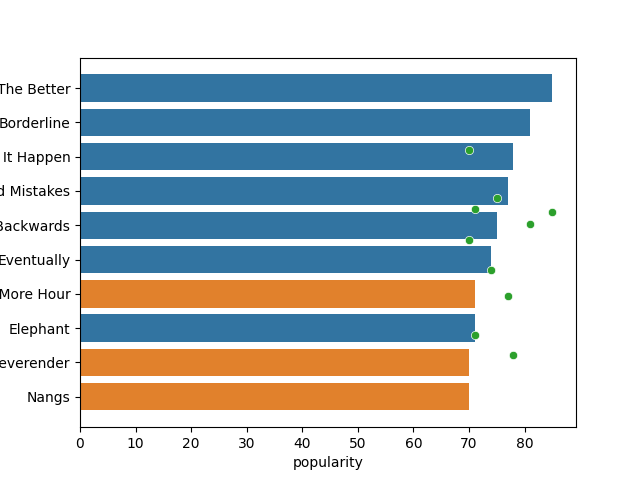 The Better
Borderline
It Happen
d Mistakes
Backwards
Eventually
More Hour
Elephant
everender
Nangs
0 10 20 30 40 50 60 70 80
popularity